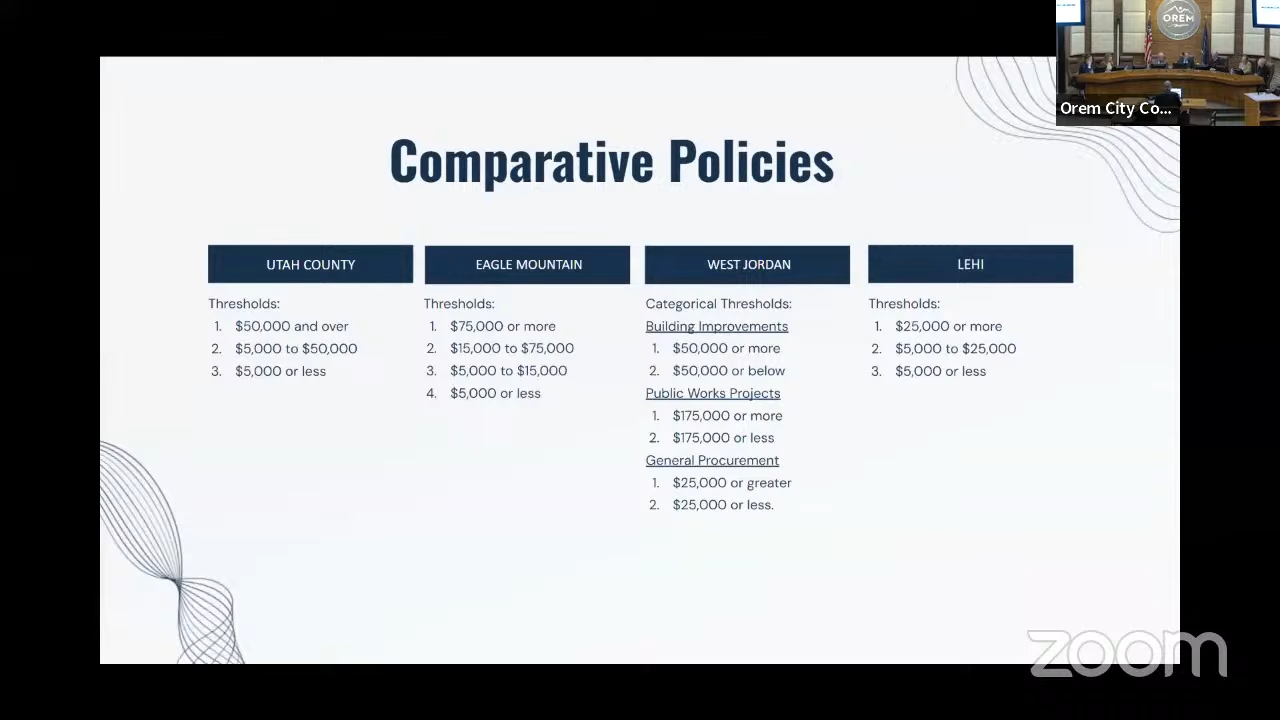 OREM
Orem City Co...
Comparative Policies
UTAH COUNTY
Thresholds:
1. $50,000 and over
2. $5,000 to $50,000
3. $5,000 or less
EAGLE MOUNTAIN
Thresholds:
1. $75,000 or more
2. $15,000 to $75,000
3. $5,000 to $15,000
4. $5,000 or less
WEST JORDAN
Categorical Thresholds:
Building Improvements
1. $50,000 or more
2. $50,000 or below
Public Works Projects
1. $175,000 or more
2. $175,000 or less
General Procurement
1. $25,000 or greater
2. $25,000 or less.
LEHI
Thresholds:
1. $25,000 or more
2. $5,000 to $25,000
3. $5,000 or less
zoom